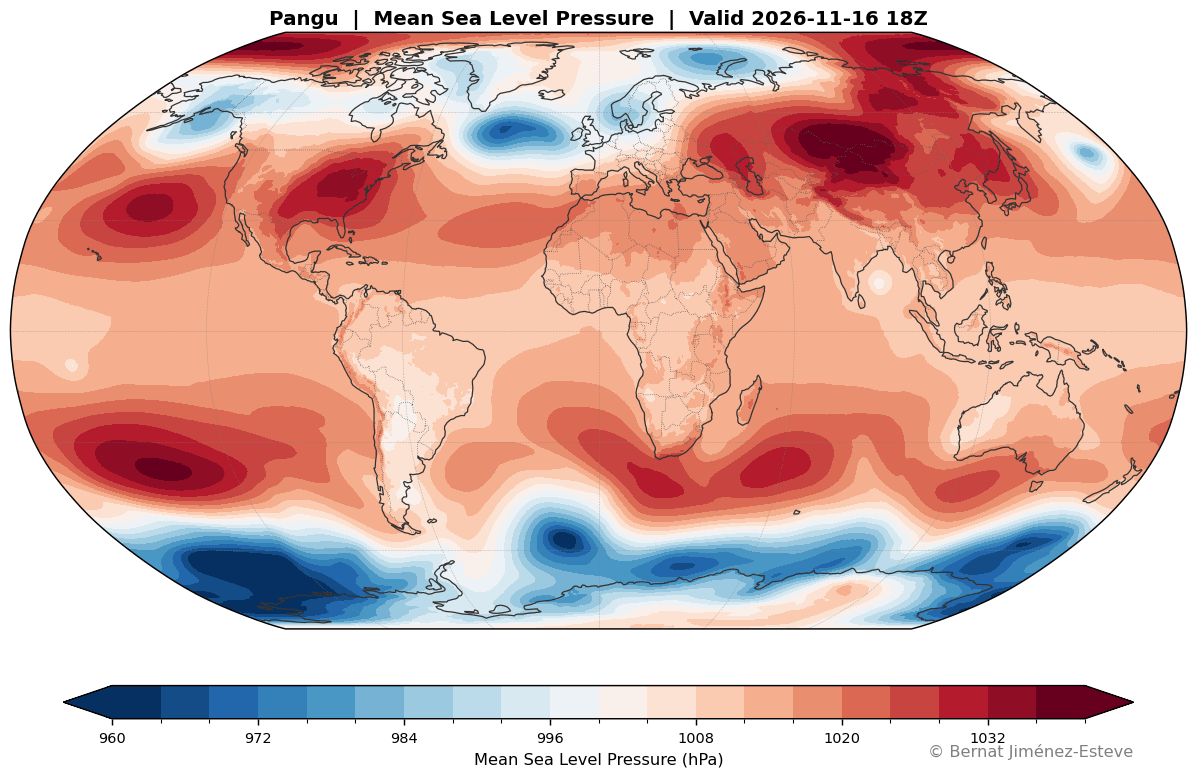 Pangu  |  Mean Sea Level Pressure  |  Valid 2026-11-16 18Z
960 972 984 996 1008 1020 1032
Mean Sea Level Pressure (hPa)
© Bernat Jiménez-Esteve